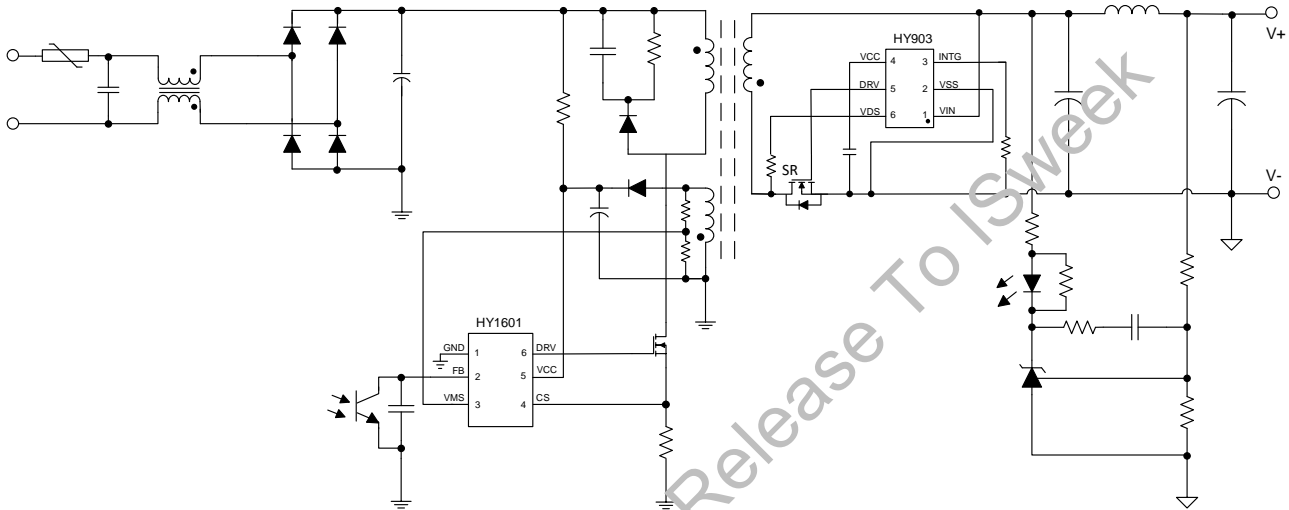 HY903
VCC 4 3 INTG
DRV 5 2 VSS
VDS 6 1 VIN
SR
V+
V-
HY1601
GND 1 6 DRV
FB 2 5 VCC
VMS 3 4 CS
Release To ISweek